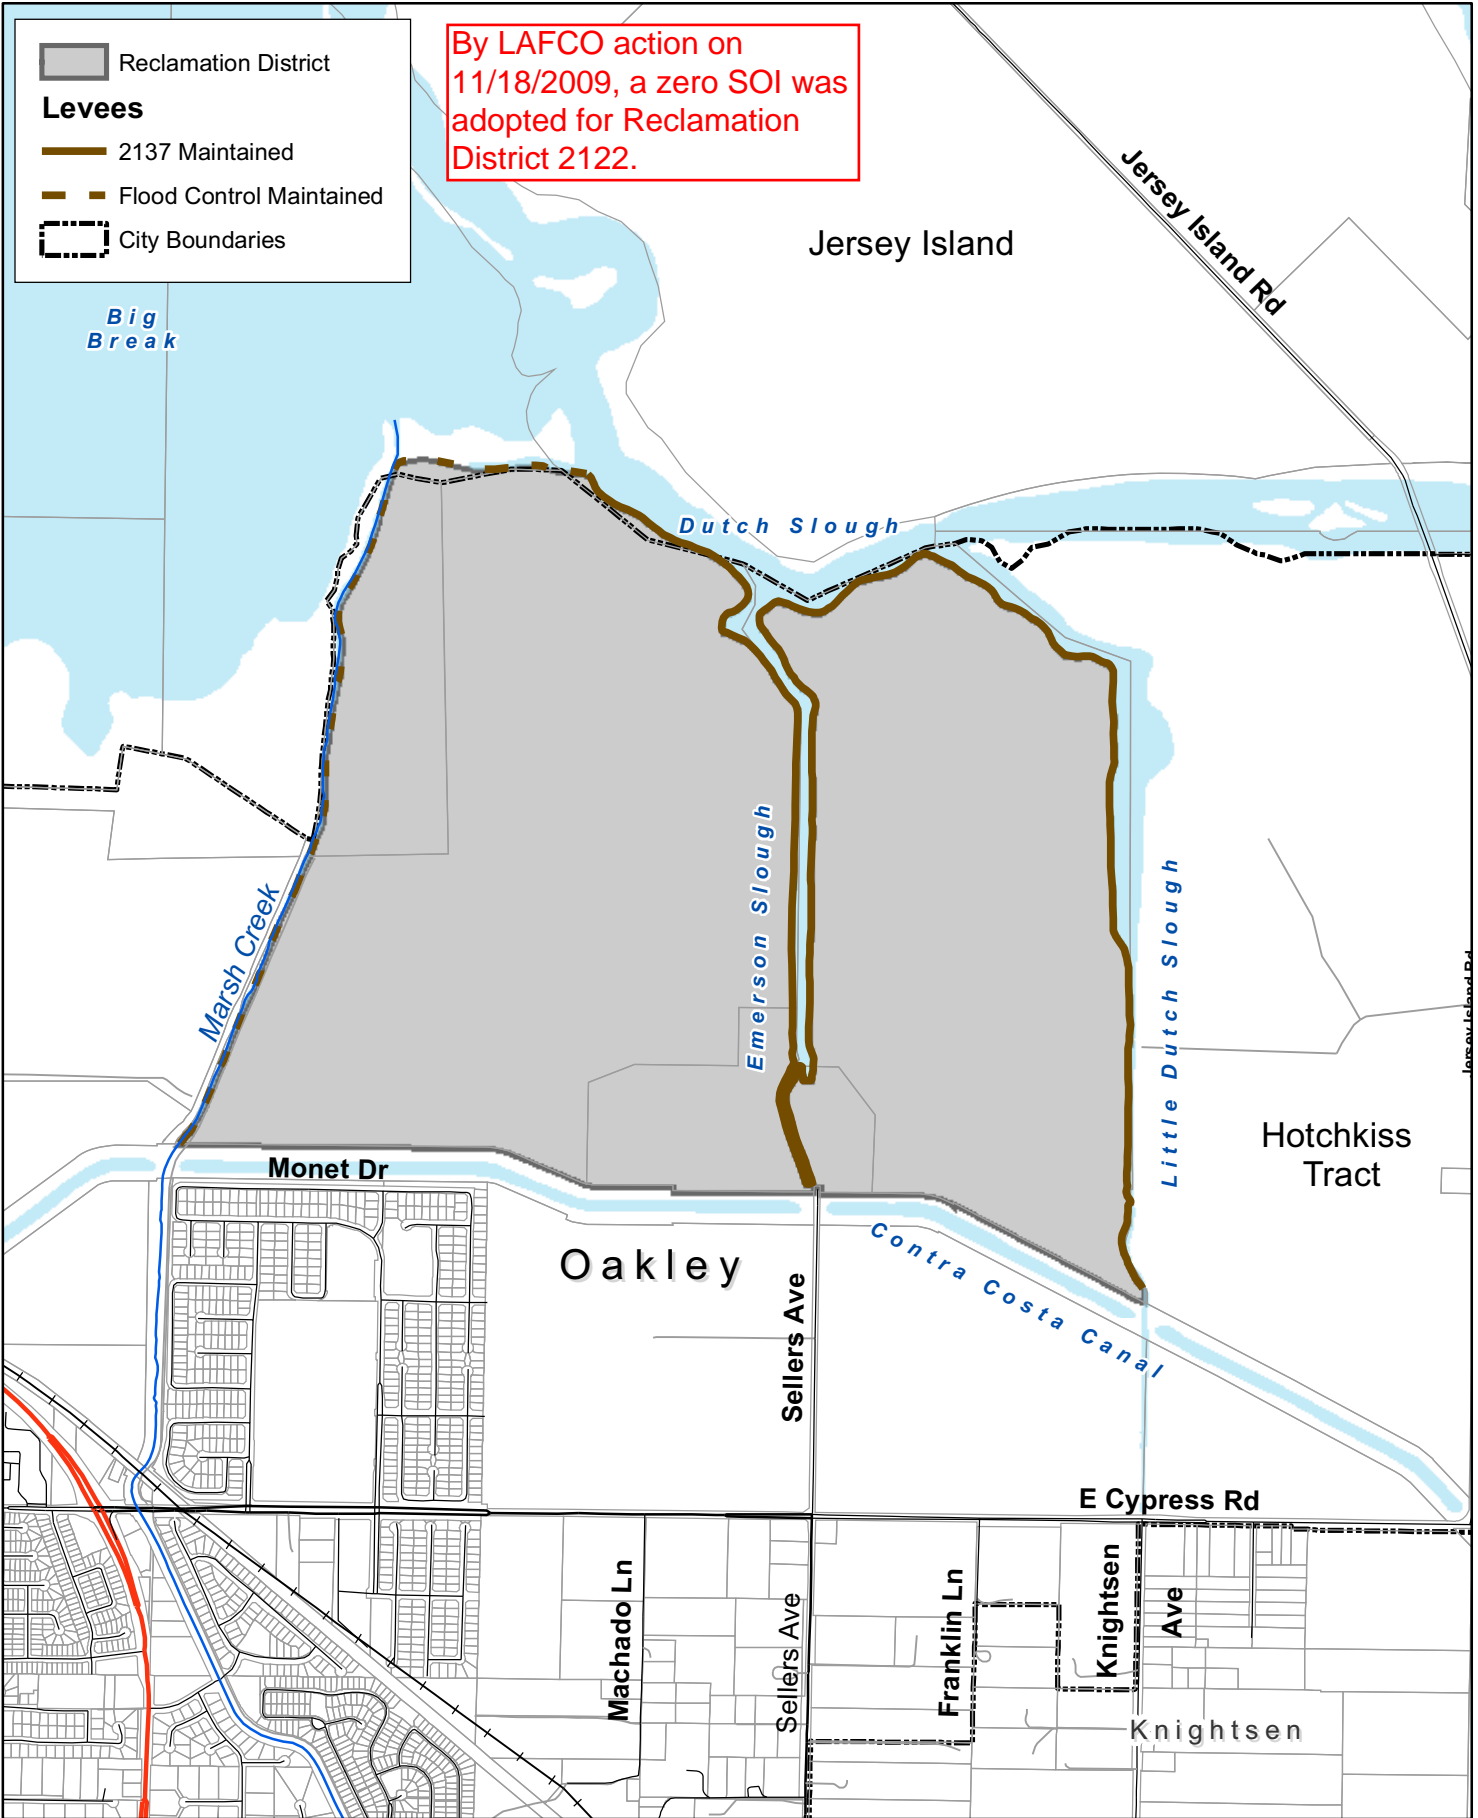 Reclamation District
Levees
2137 Maintained
Flood Control Maintained
City Boundaries
By LAFCO action on
11/18/2009, a zero SOI was
adopted for Reclamation
District 2122.
Jersey Island
Jersey Island Rd
Big
Break
Dutch Slough
Emerson Slough
Little Dutch Slough
Marsh Creek
Jersey Island Rd
Hotchkiss
Tract
Monet Dr
Oakley
Sellers Ave
Contra Costa Canal
E Cypress Rd
Machado Ln
Sellers Ave
Franklin Ln
Knightsen
Ave
Knightsen